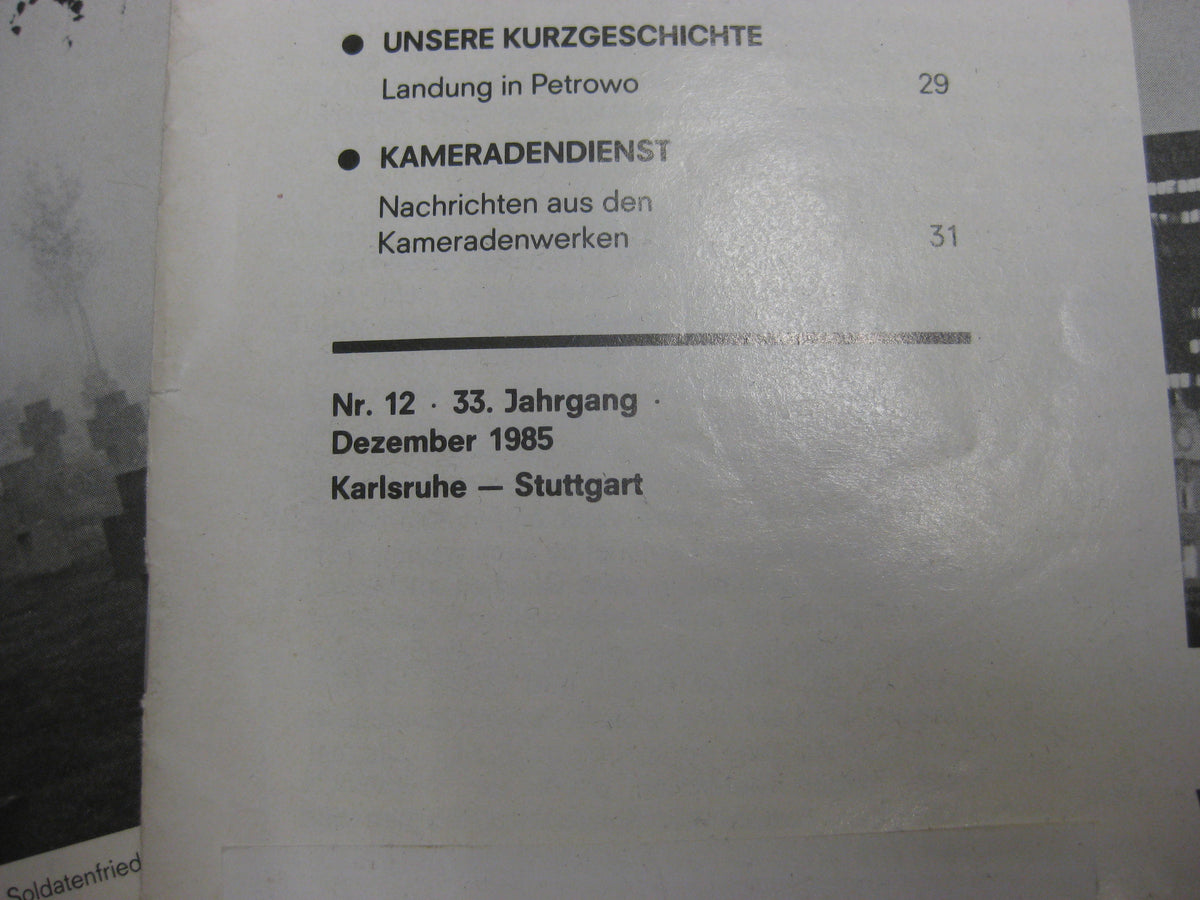 ● UNSERE KURZGESCHICHTE
Landung in Petrowo 29
● KAMERADENDIENST
Nachrichten aus den
Kameradenwerken 31
Nr. 12 · 33. Jahrgang ·
Dezember 1985
Karlsruhe — Stuttgart
Soldatenfried